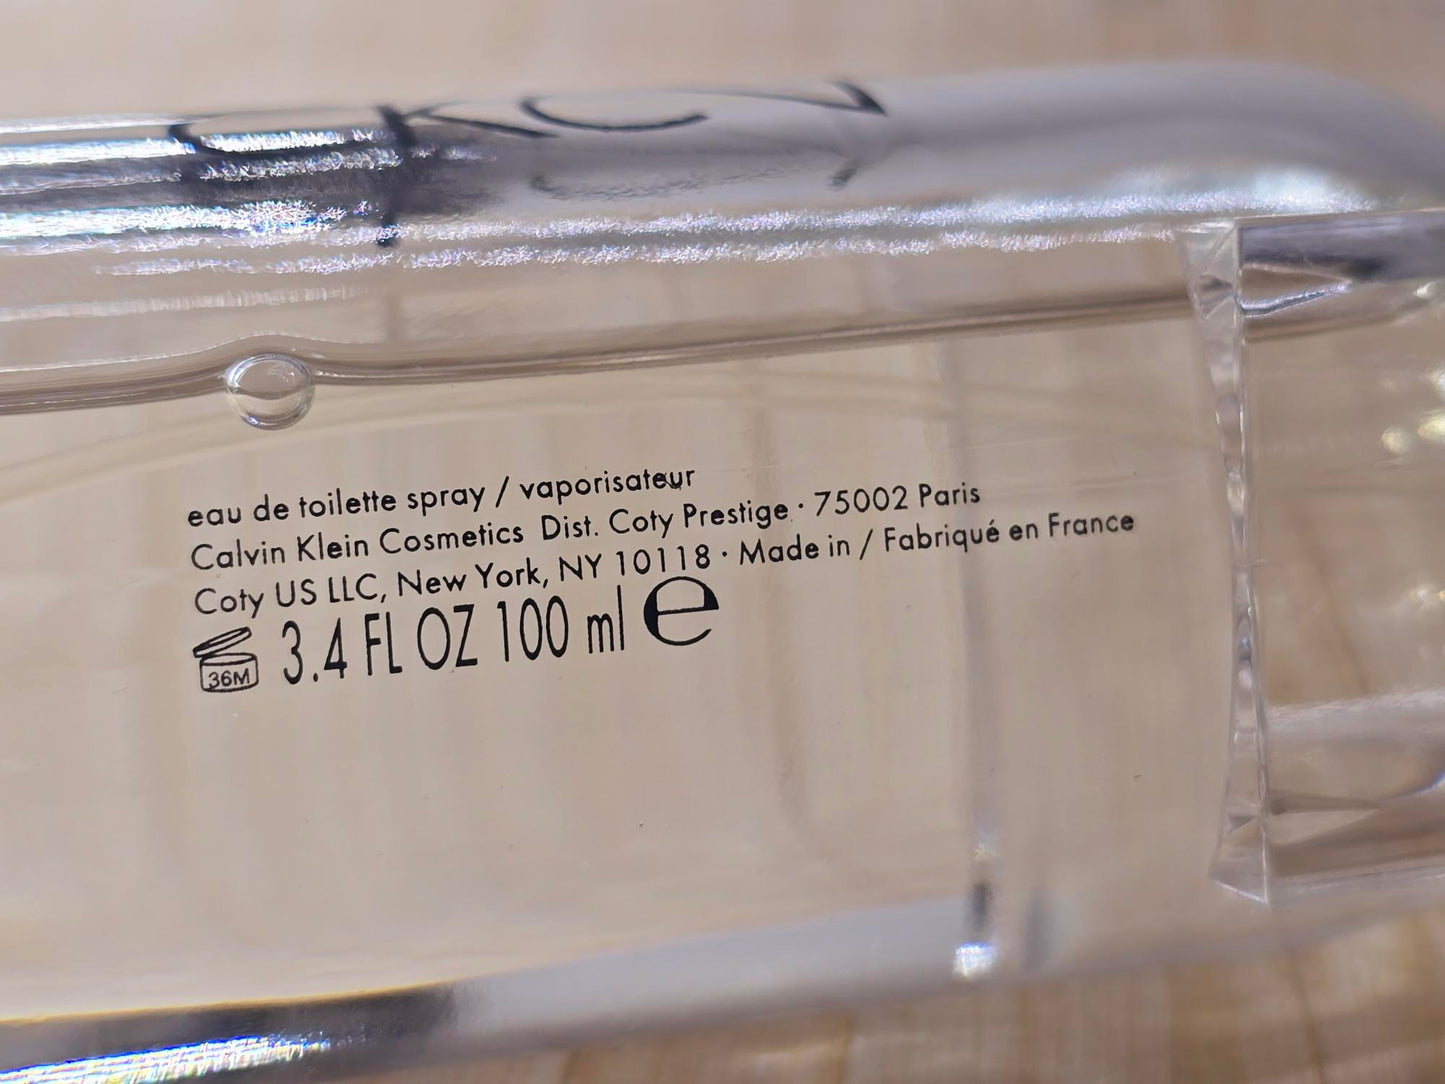 eau de toilette spray / vaporisateur
Calvin Klein Cosmetics Dist. Coty Prestige · 75002 Paris
Coty US LLC, New York, NY 10118 · Made in / Fabriqué en France
36M 3.4 FL OZ 100 ml e